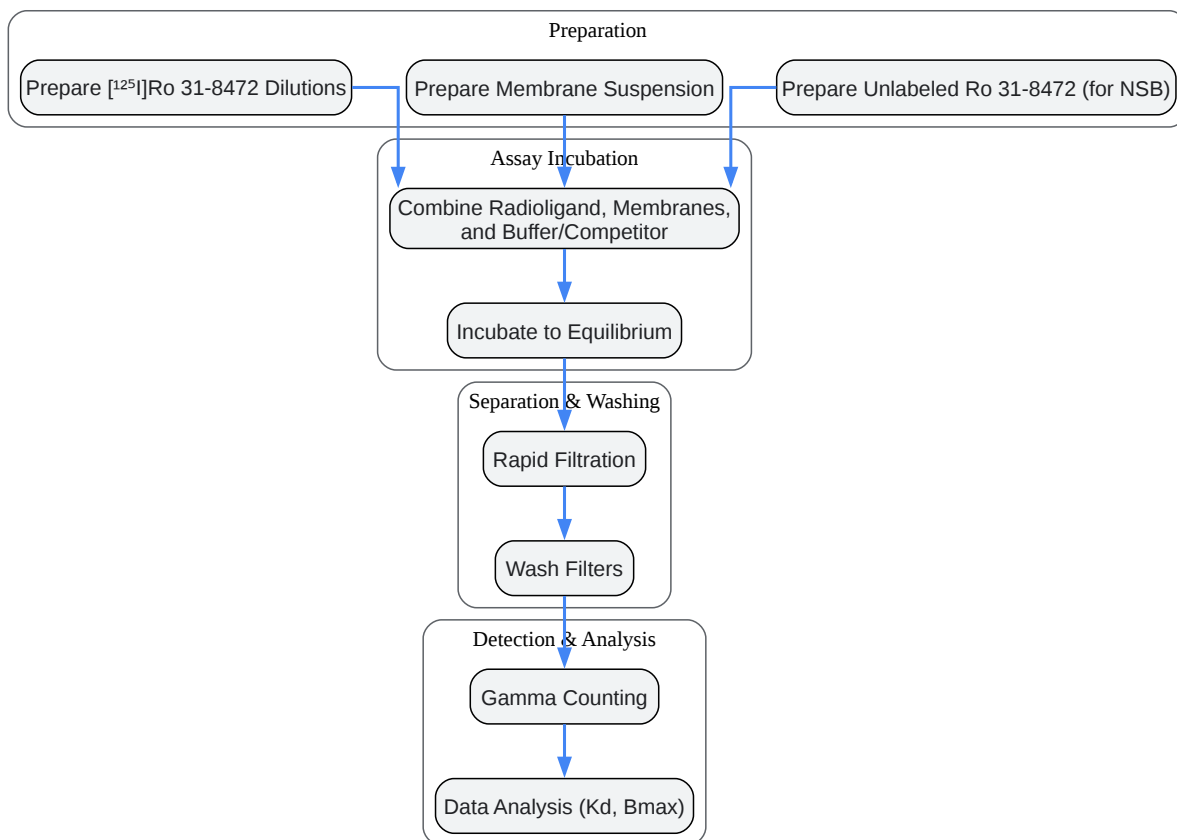 Preparation
Prepare [¹²⁵I]Ro 31-8472 Dilutions
Prepare Membrane Suspension
Prepare Unlabeled Ro 31-8472 (for NSB)
Assay Incubation
Combine Radioligand, Membranes,
and Buffer/Competitor
Incubate to Equilibrium
Separation & Washing
Rapid Filtration
Wash Filters
Detection & Analysis
Gamma Counting
Data Analysis (Kd, Bmax)